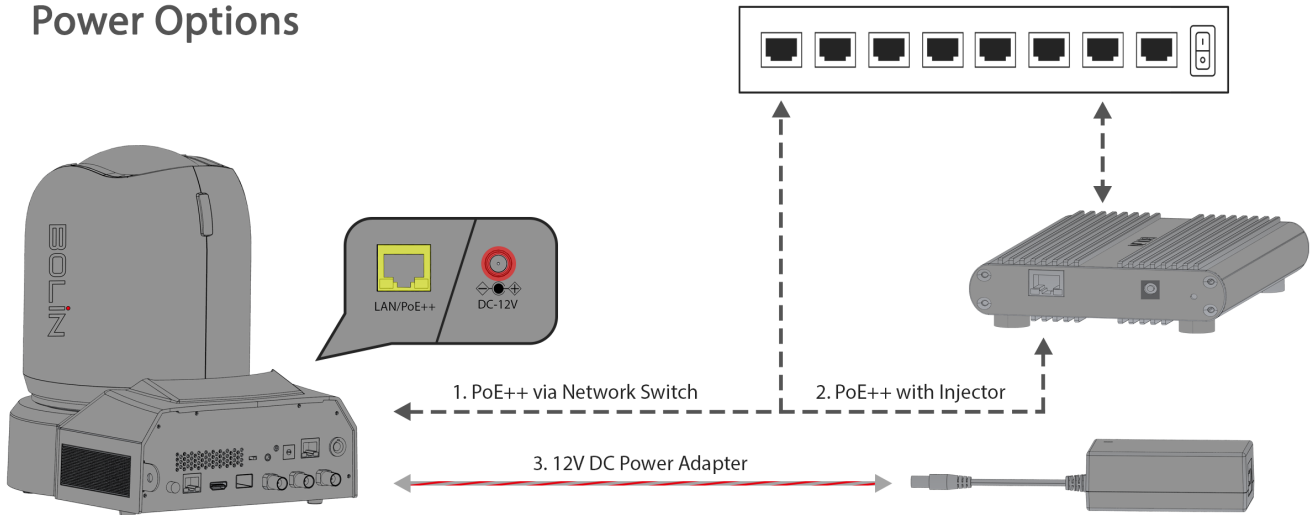 Power Options
BOLIN
LAN/PoE++
DC-12V
1. PoE++ via Network Switch
2. PoE++ with Injector
3. 12V DC Power Adapter